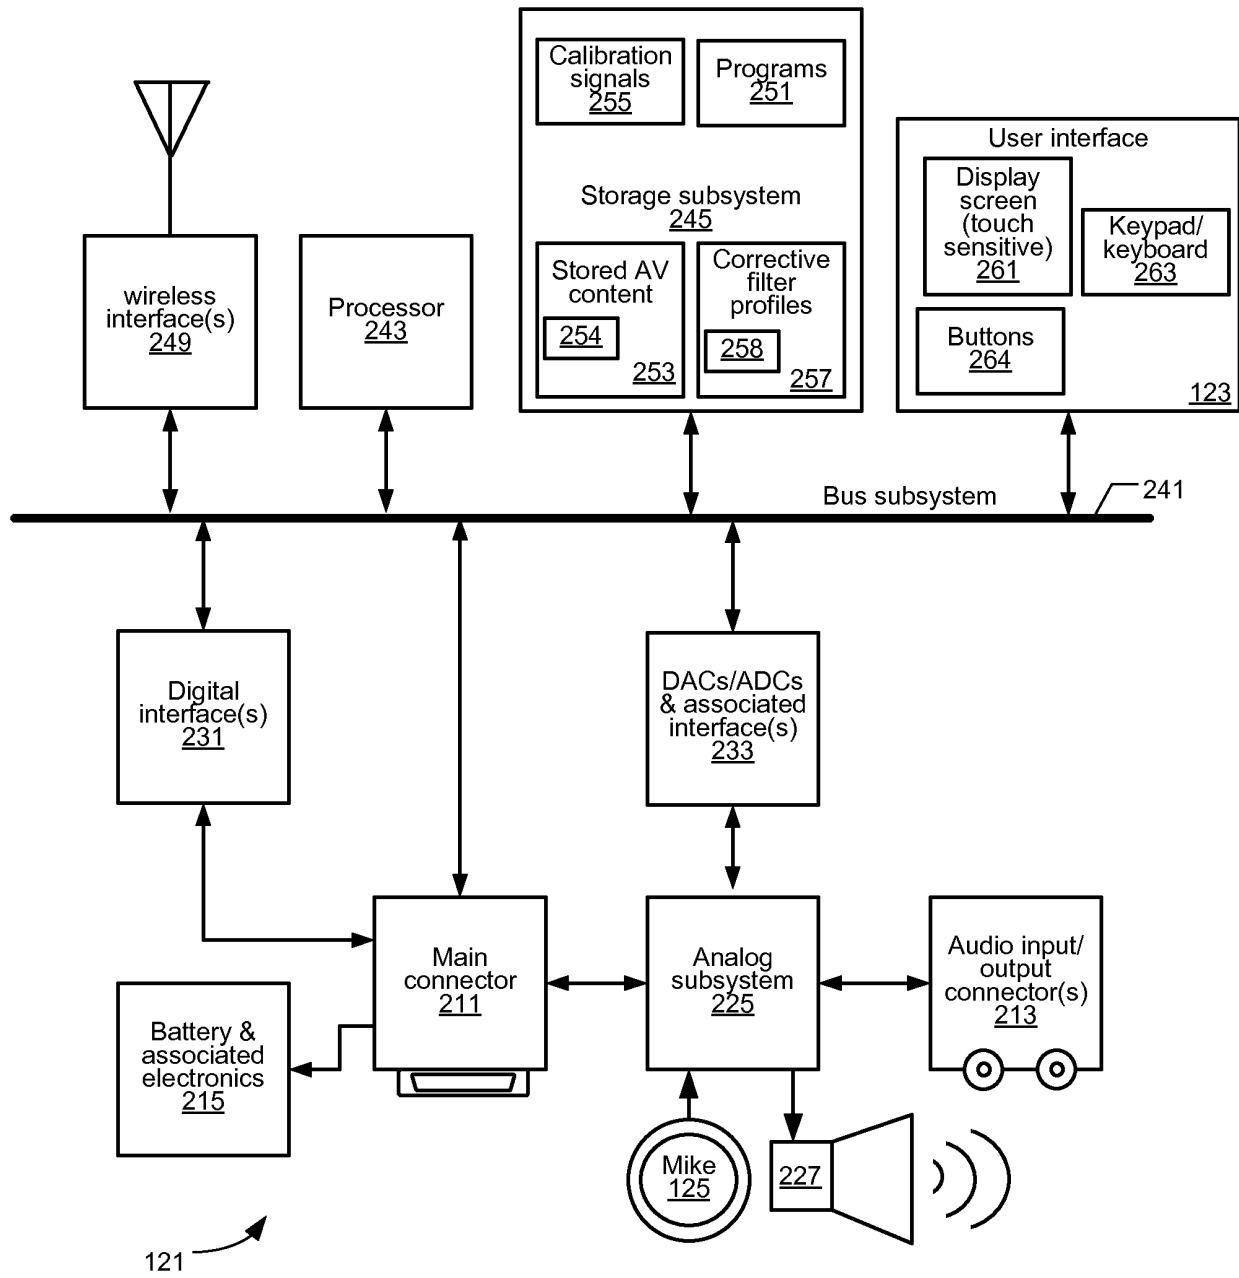 Calibration
signals
255
Programs
251
Storage subsystem
245
Stored AV
content
254
253
Corrective
filter
profiles
258
257
User interface
Display
screen
(touch
sensitive)
261
Keypad/
keyboard
263
Buttons
264
123
wireless
interface(s)
249
Processor
243
Bus subsystem
241
Digital
interface(s)
231
DACs/ADCs
& associated
interface(s)
233
Main
connector
211
Analog
subsystem
225
Audio input/
output
connector(s)
213
Battery &
associated
electronics
215
Mike
125
227
121